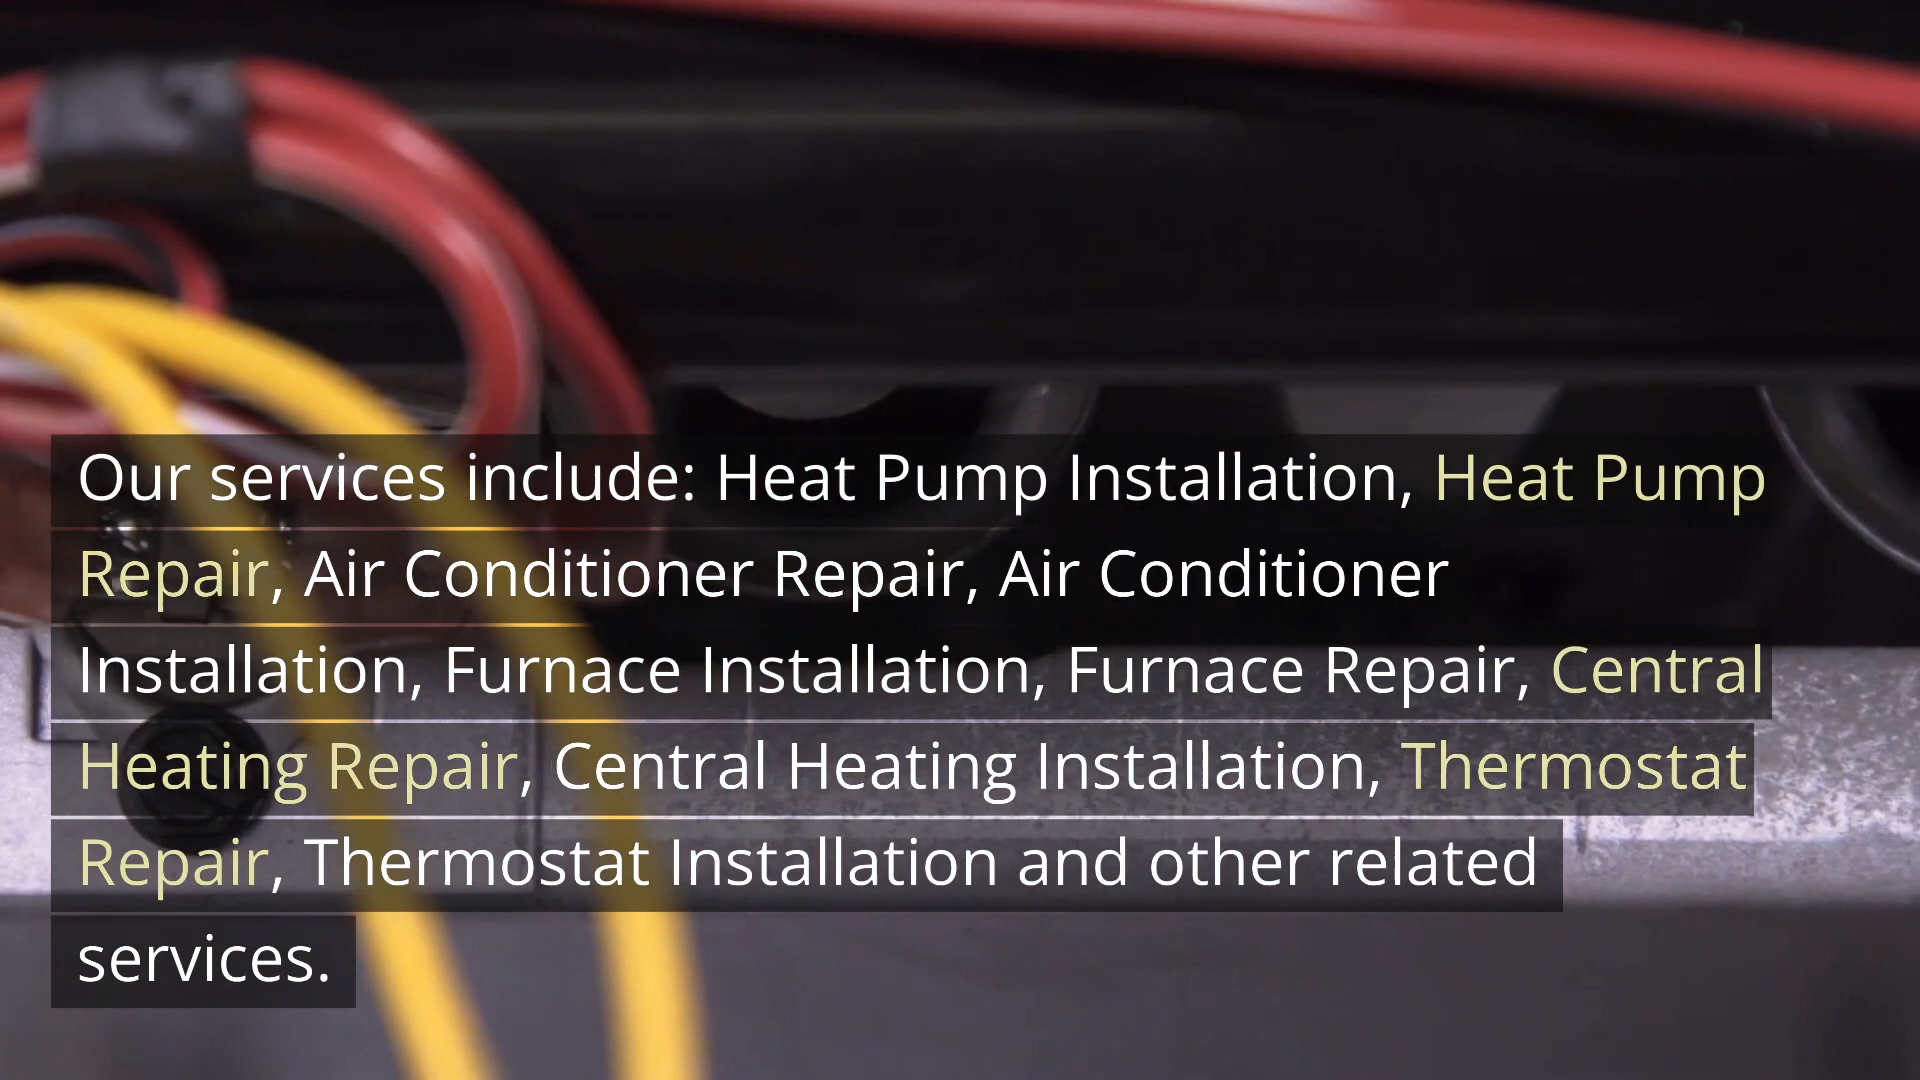 Our services include: Heat Pump Installation, Heat Pump
Repair, Air Conditioner Repair, Air Conditioner
Installation, Furnace Installation, Furnace Repair, Central
Heating Repair, Central Heating Installation, Thermostat
Repair, Thermostat Installation and other related
services.